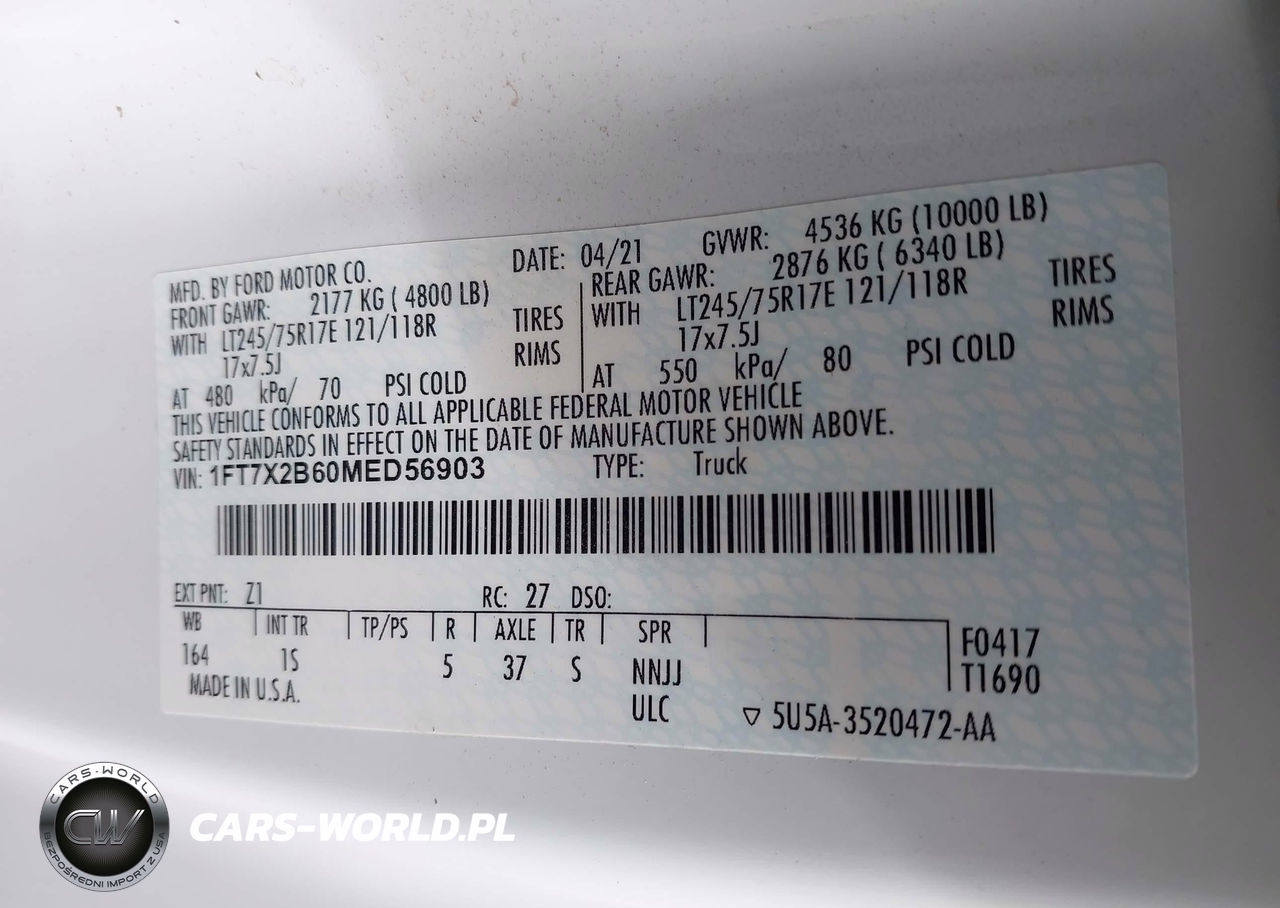 MFD. BY FORD MOTOR CO. DATE: 04/21 GVWR: 4536 KG (10000 LB)
FRONT GAWR: 2177 KG ( 4800 LB) REAR GAWR: 2876 KG ( 6340 LB)
WITH LT245/75R17E 121/118R TIRES WITH LT245/75R17E 121/118R TIRES
17x7.5J RIMS 17x7.5J RIMS
AT 480 kPa/ 70 PSI COLD AT 550 kPa/ 80 PSI COLD
THIS VEHICLE CONFORMS TO ALL APPLICABLE FEDERAL MOTOR VEHICLE
SAFETY STANDARDS IN EFFECT ON THE DATE OF MANUFACTURE SHOWN ABOVE.
VIN: 1FT7X2B60MED56903 TYPE: Truck
EXT PNT: Z1 RC: 27 DSO:
WB INT TR TP/PS R AXLE TR SPR F0417
164 1S 5 37 S NNJJ T1690
MADE IN U.S.A. ULC ▽ 5U5A-3520472-AA
CARS-WORLD
CW
BEZPOŚREDNI IMPORT Z USA
CARS-WORLD.PL